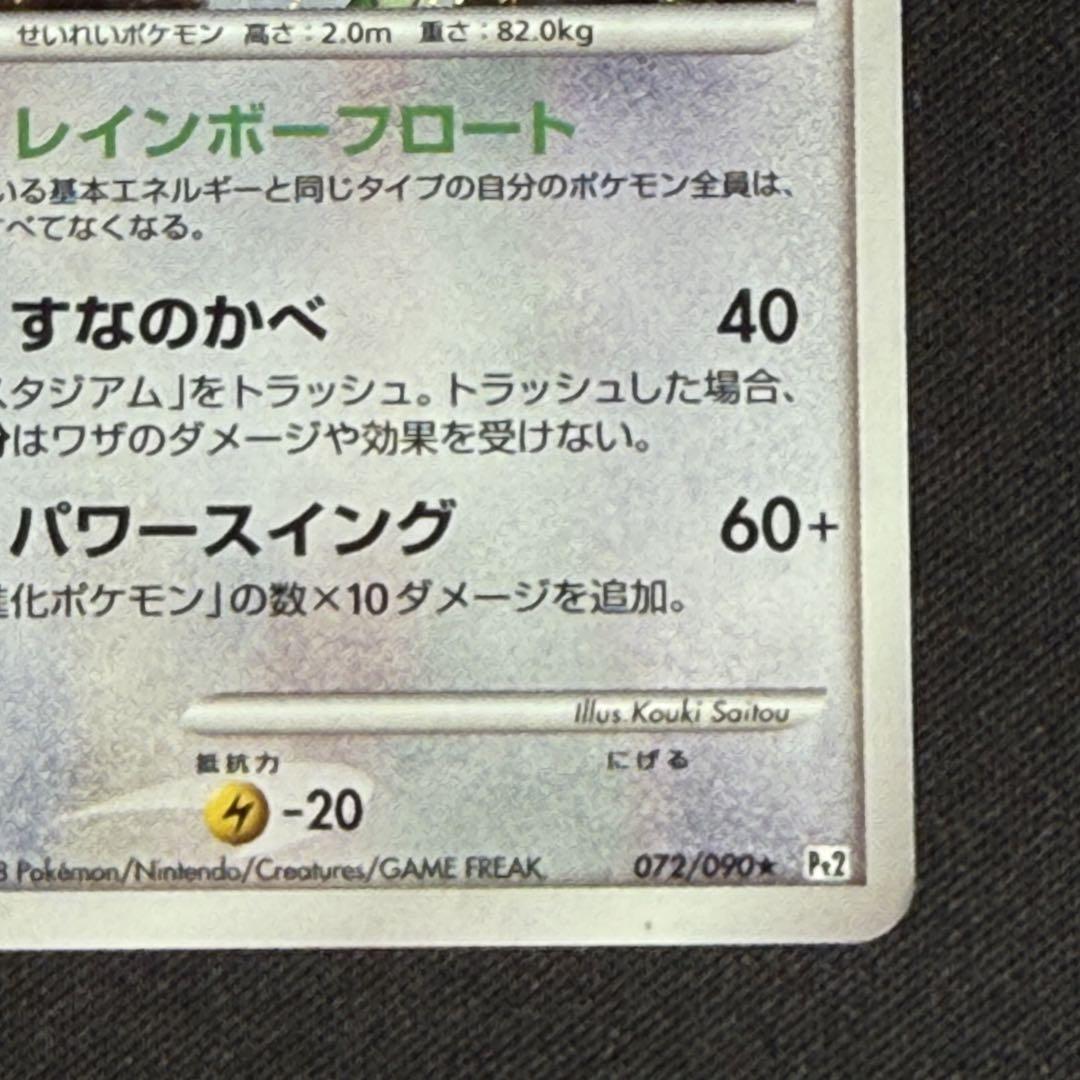 せいれいポケモン 高さ:2.0m 重さ:82.0kg
レインボーフロート
いる基本エネルギーと同じタイプの自分のポケモン全員は、
べてなくなる。
すなのかべ 40
スタジアム」をトラッシュ。トラッシュした場合、
分はワザのダメージや効果を受けない。
パワースイング 60+
進化ポケモン」の数×10ダメージを追加。
Illus. Kouki Saitou
抵抗力 にげる
-20
8 Pokémon/Nintendo/Creatures/GAME FREAK. 072/090★ Pt2